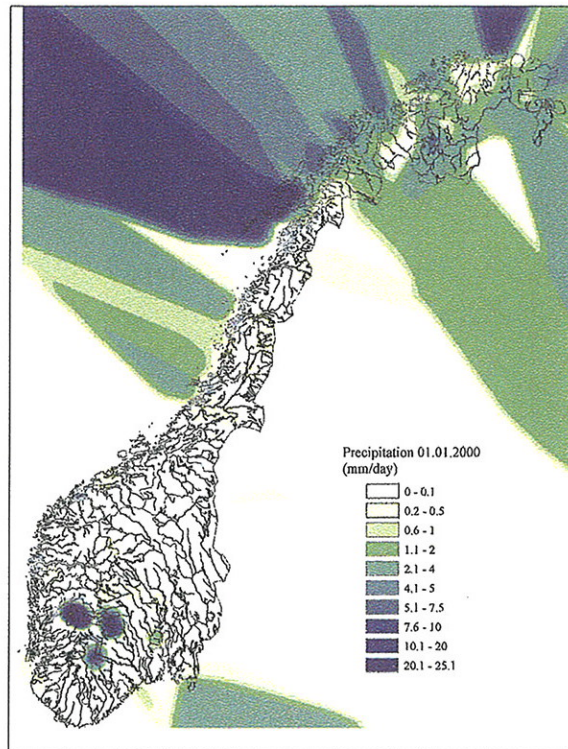 Precipitation 01.01.2000
(mm/day)
0 - 0.1
0.2 - 0.5
0.6 - 1
1.1 - 2
2.1 - 4
4.1 - 5
5.1 - 7.5
7.6 - 10
10.1 - 20
20.1 - 25.1